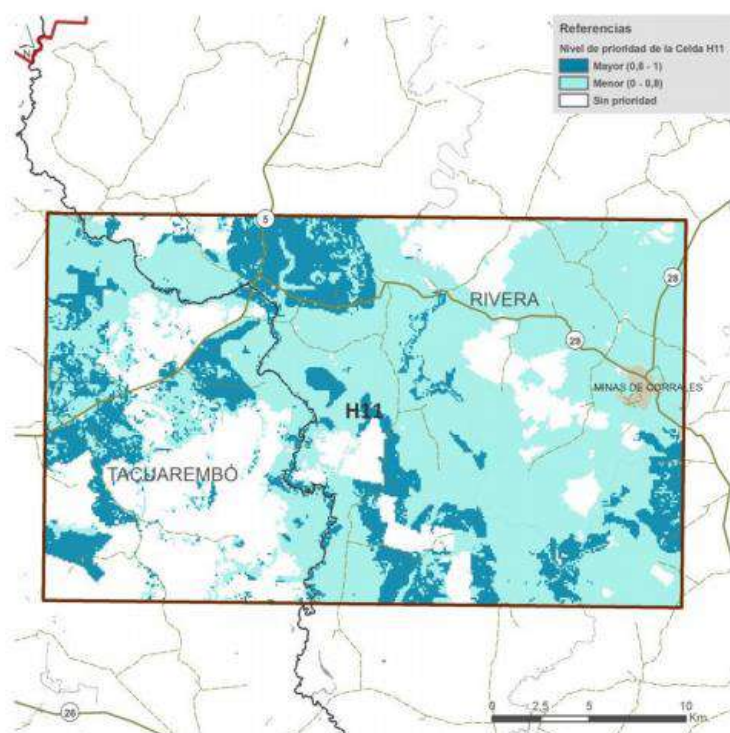 Referencias
Nivel de prioridad de la Celda H11
Mayor (0,8 - 1)
Menor (0 - 0,8)
Sin prioridad
5
28
RIVERA
28
MINAS DE CORRALES
H11
TACUAREMBÓ
26
0 2,5 5 10
Km